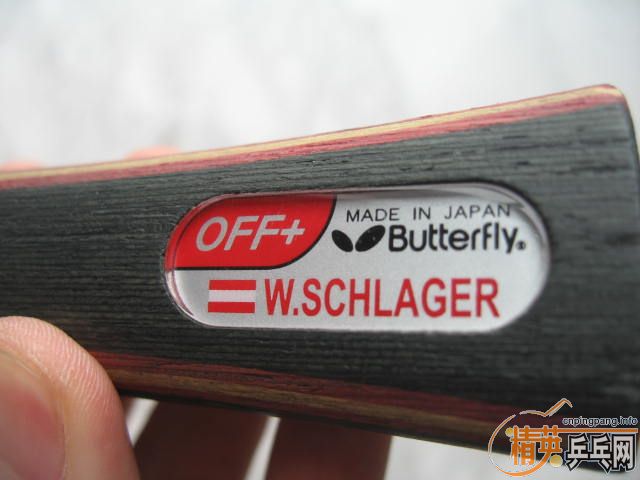 OFF+
MADE IN JAPAN
Butterfly®
W.SCHLAGER
cnpingpang.info
精英乒乓网